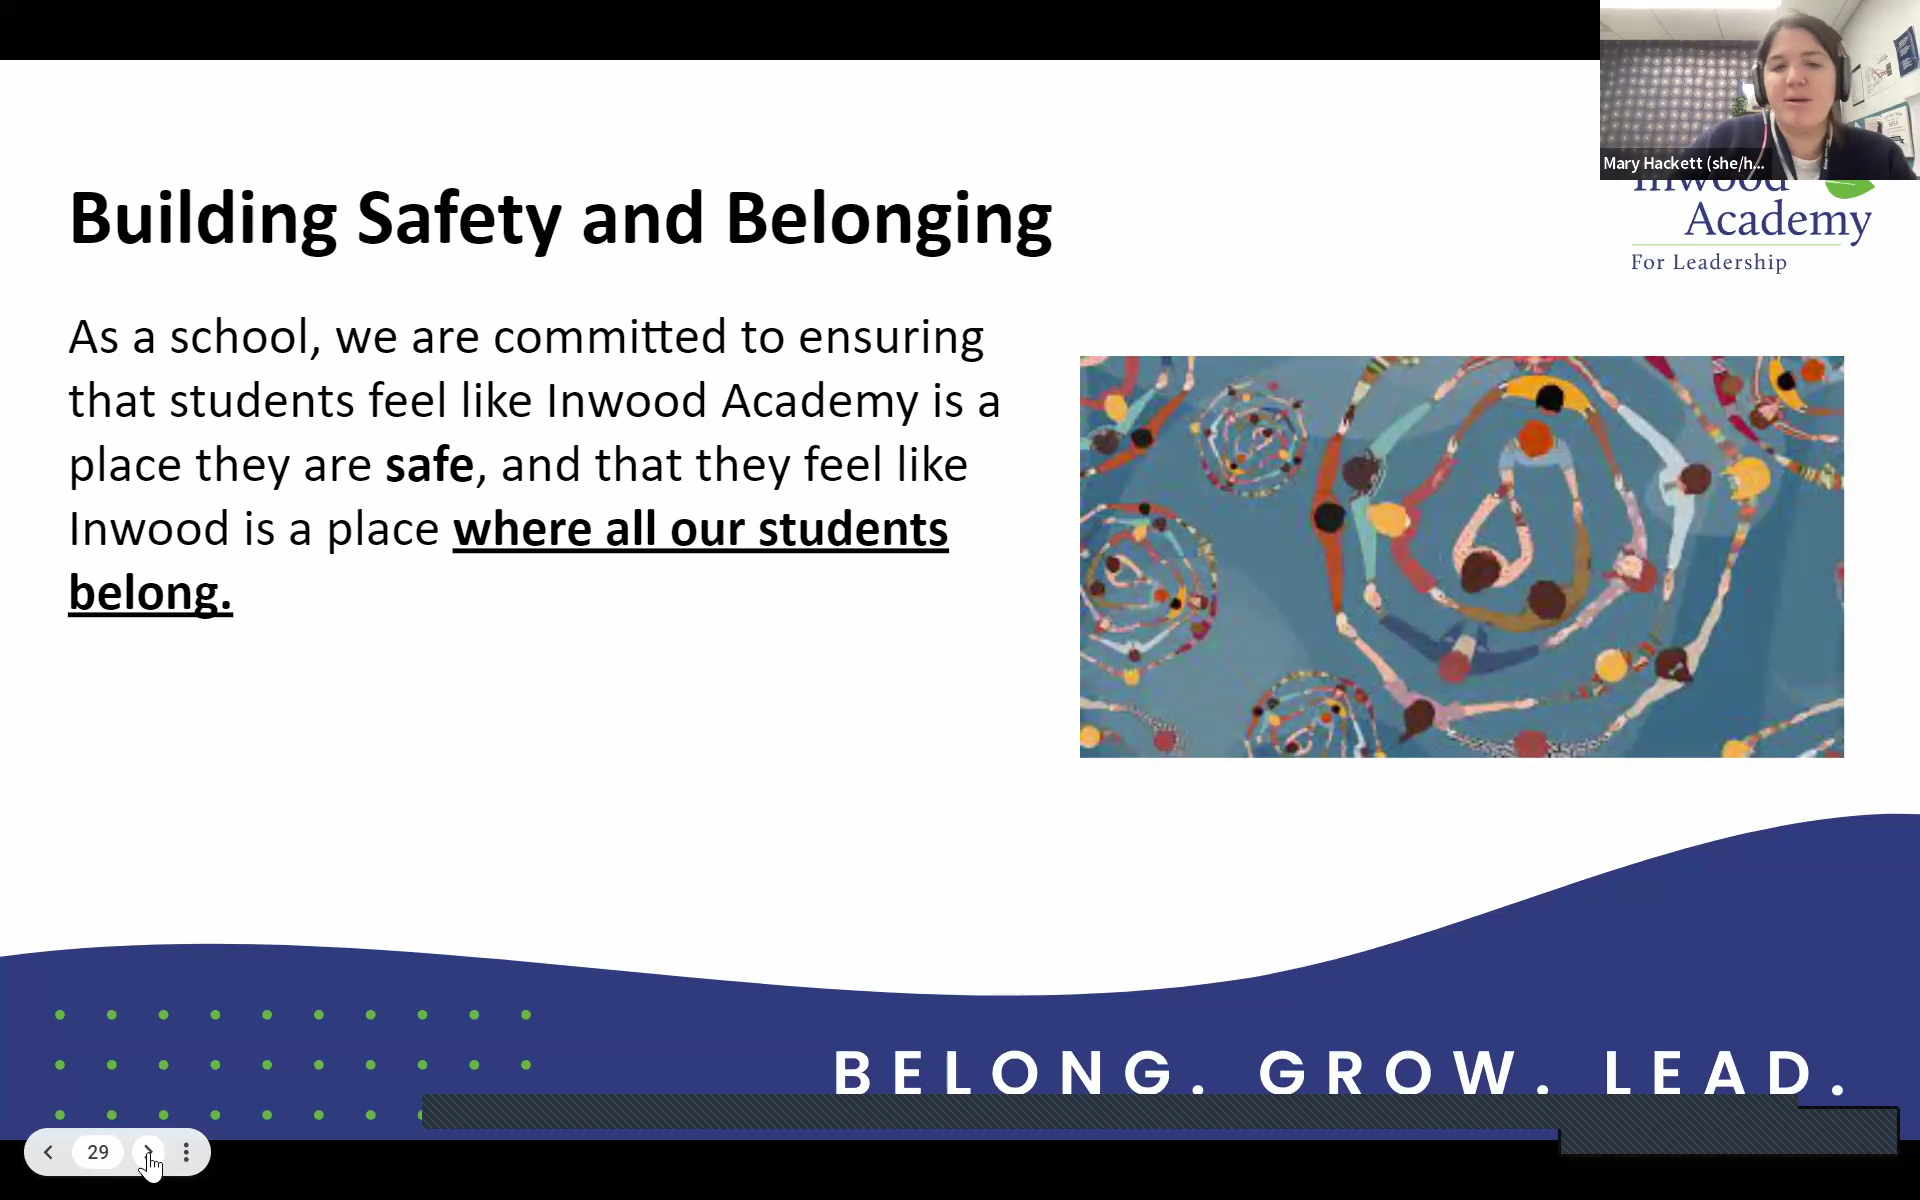 Mary Hackett (she/h...
Inwood
Academy
For Leadership
Building Safety and Belonging
As a school, we are committed to ensuring
that students feel like Inwood Academy is a
place they are safe, and that they feel like
Inwood is a place where all our students
belong.
BELONG. GROW. LEAD.
29